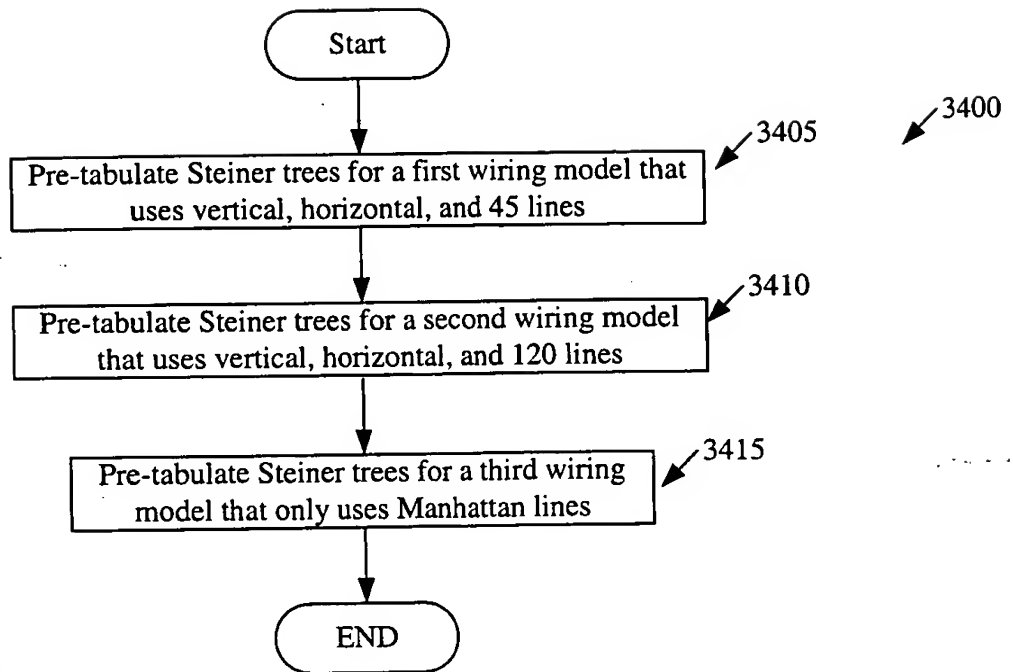 Start
3400
3405
Pre-tabulate Steiner trees for a first wiring model that
uses vertical, horizontal, and 45 lines
3410
Pre-tabulate Steiner trees for a second wiring model
that uses vertical, horizontal, and 120 lines
3415
Pre-tabulate Steiner trees for a third wiring
model that only uses Manhattan lines
END